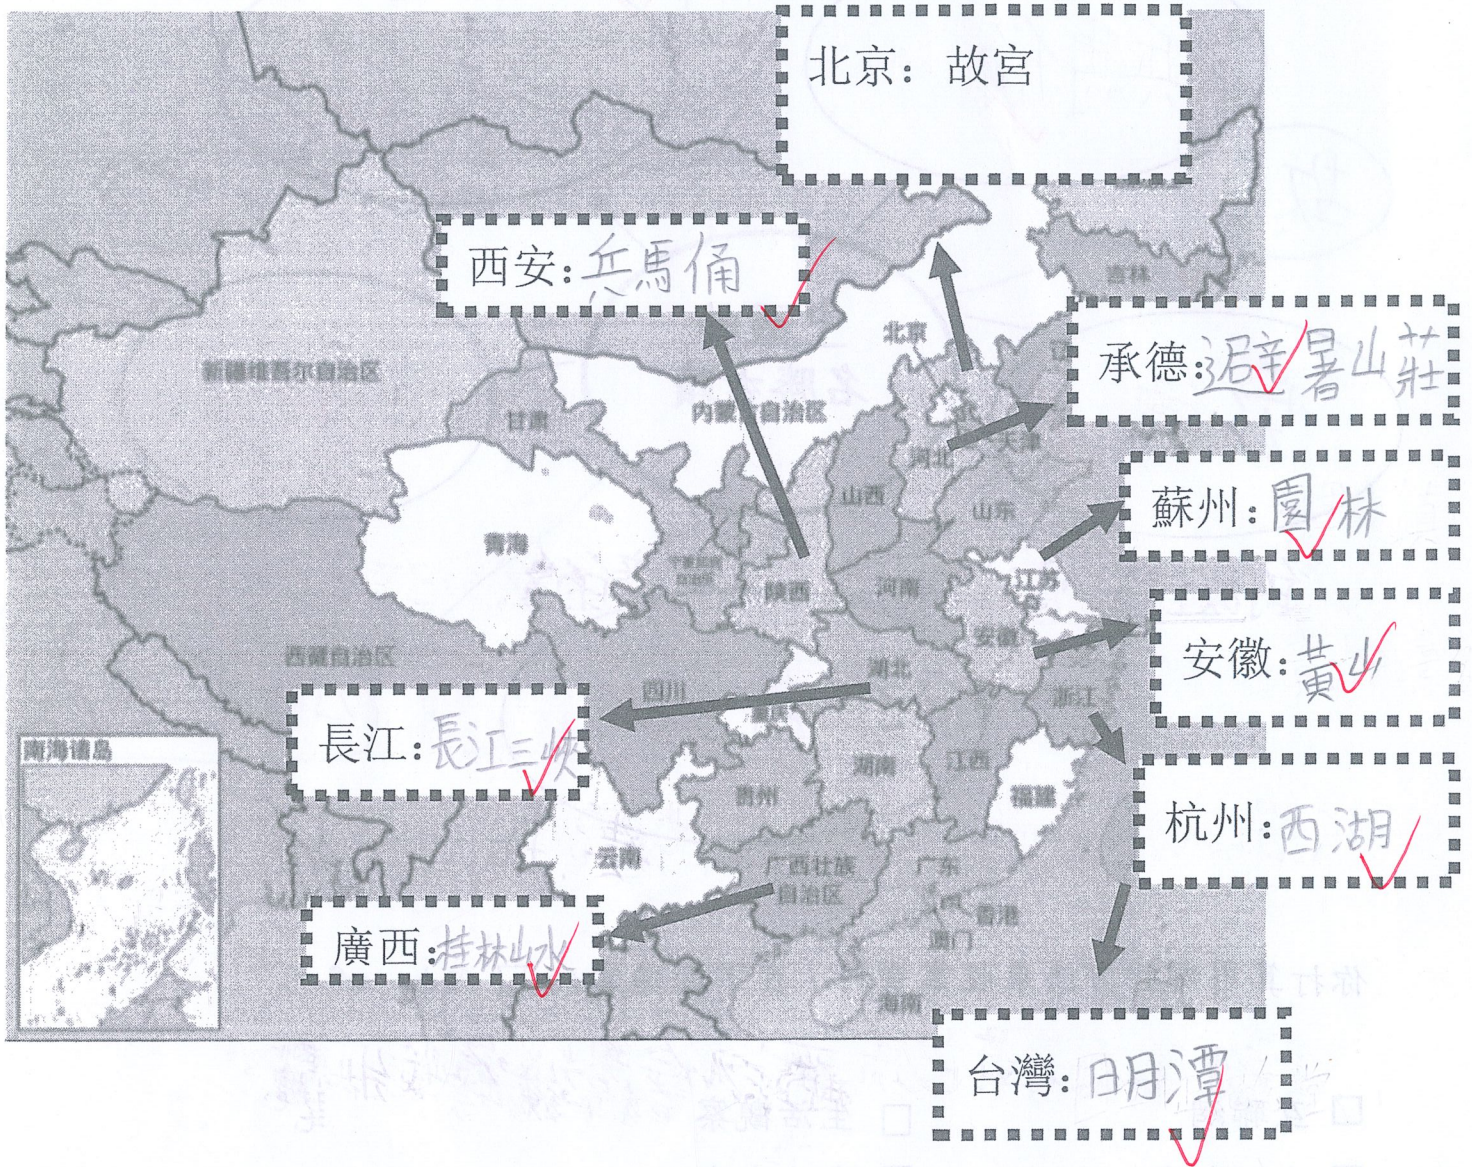 北京：故宮
西安：兵馬俑
吉林
北京
承德：避暑山莊
新疆维吾尔自治区
甘肃
内蒙古自治区
河北
天津
山西
山东
蘇州：園林
青海
陕西
河南
江苏
安徽
安徽：黃山
西藏自治区
四川
湖北
浙江
重庆
長江：長江三峽
南海诸岛
湖南
江西
贵州
福建
杭州：西湖
云南
广西壮族
自治区
广东
香港
澳门
廣西：桂林山水
海南
台灣：日月潭